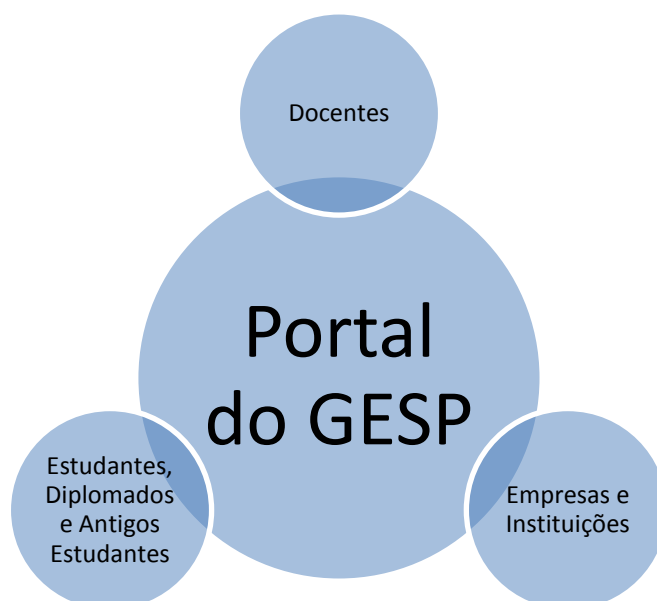 Docentes
Portal
do GESP
Estudantes,
Diplomados
e Antigos
Estudantes
Empresas e
Instituições